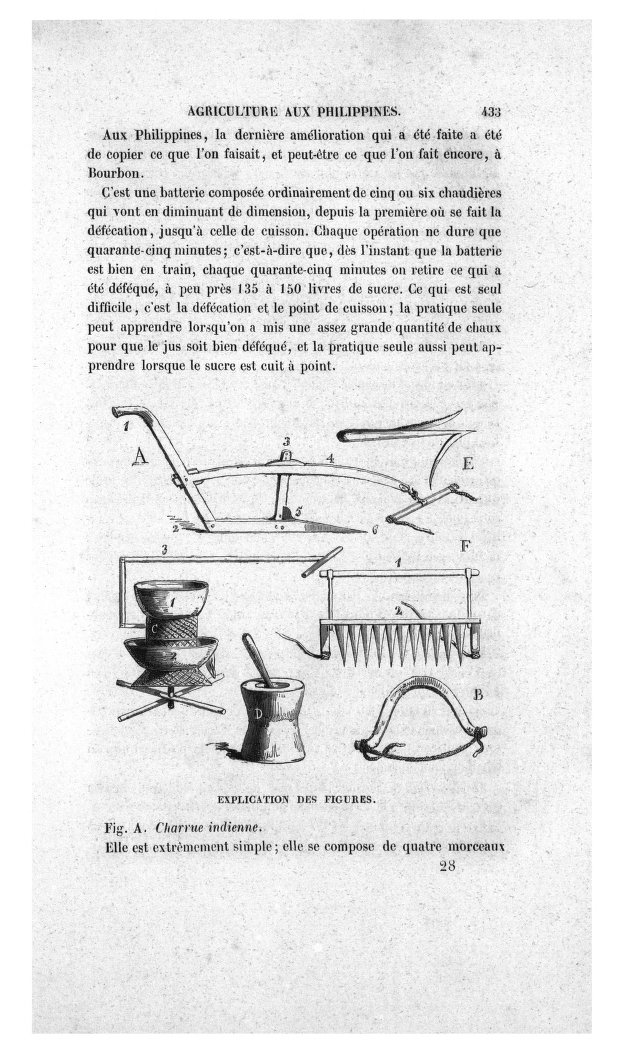 AGRICULTURE AUX PHILIPPINES. 433
Aux Philippines, la dernière amélioration qui a été faite a été
de copier ce que l'on faisait, et peut-être ce que l'on fait encore, à
Bourbon.
C'est une batterie composée ordinairement de cinq ou six chaudières
qui vont en diminuant de dimension, depuis la première où se fait la
défécation, jusqu'à celle de cuisson. Chaque opération ne dure que
quarante-cinq minutes; c'est-à-dire que, dès l'instant que la batterie
est bien en train, chaque quarante-cinq minutes on retire ce qui a
été déféqué, à peu près 135 à 150 livres de sucre. Ce qui est seul
difficile, c'est la défécation et le point de cuisson; la pratique seule
peut apprendre lorsqu'on a mis une assez grande quantité de chaux
pour que le jus soit bien déféqué, et la pratique seule aussi peut ap-
prendre lorsque le sucre est cuit à point.
1
A
3
4
E
5
2
6
3
F
1
1
2
C
2
B
D
EXPLICATION DES FIGURES.
Fig. A. Charrue indienne.
Elle est extrêmement simple; elle se compose de quatre morceaux
28